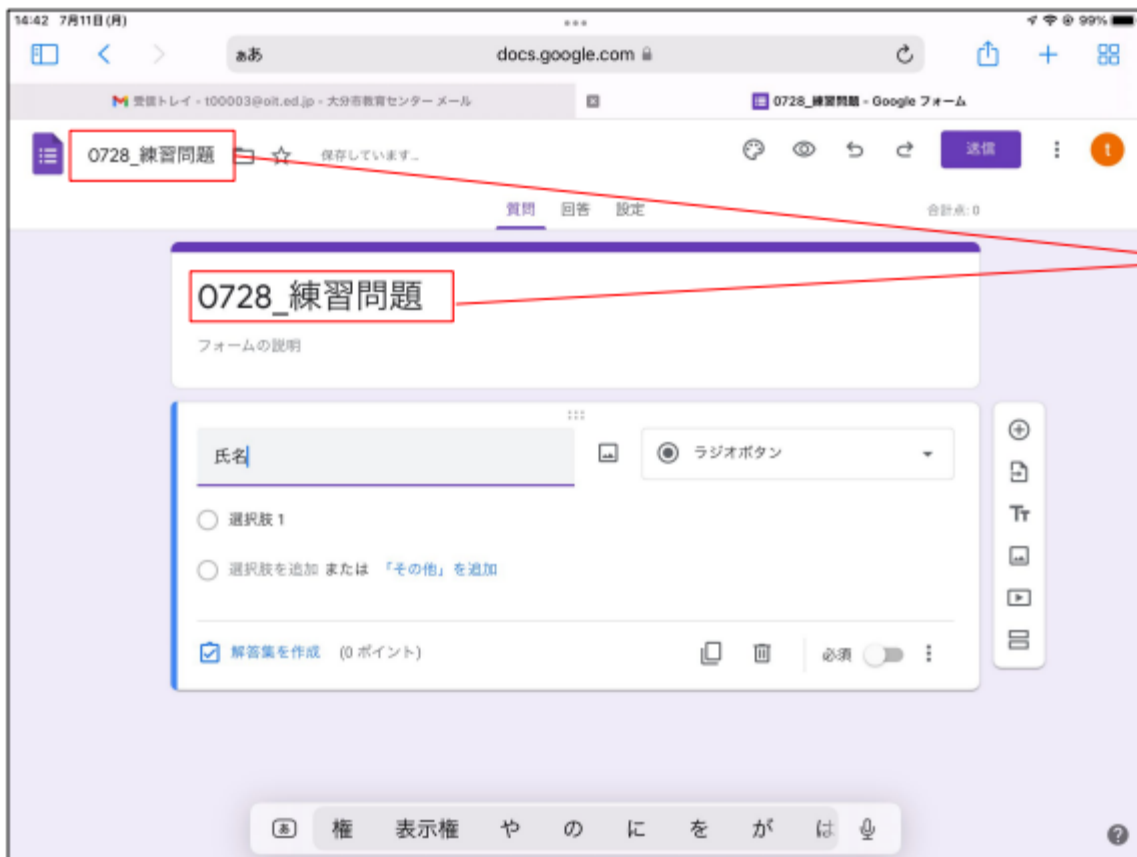 14:42 7月11日(月)
99%
ぁあ
docs.google.com
受信トレイ - t00003@oit.ed.jp - 大分市教育センター メール
0728_練習問題 - Google フォーム
0728_練習問題
保存しています...
送信
t
質問 回答 設定
合計点: 0
0728_練習問題
フォームの説明
氏名
ラジオボタン
選択肢 1
選択肢を追加 または 「その他」を追加
解答集を作成 (0 ポイント)
必須
あ 権 表示権 や の に を が は